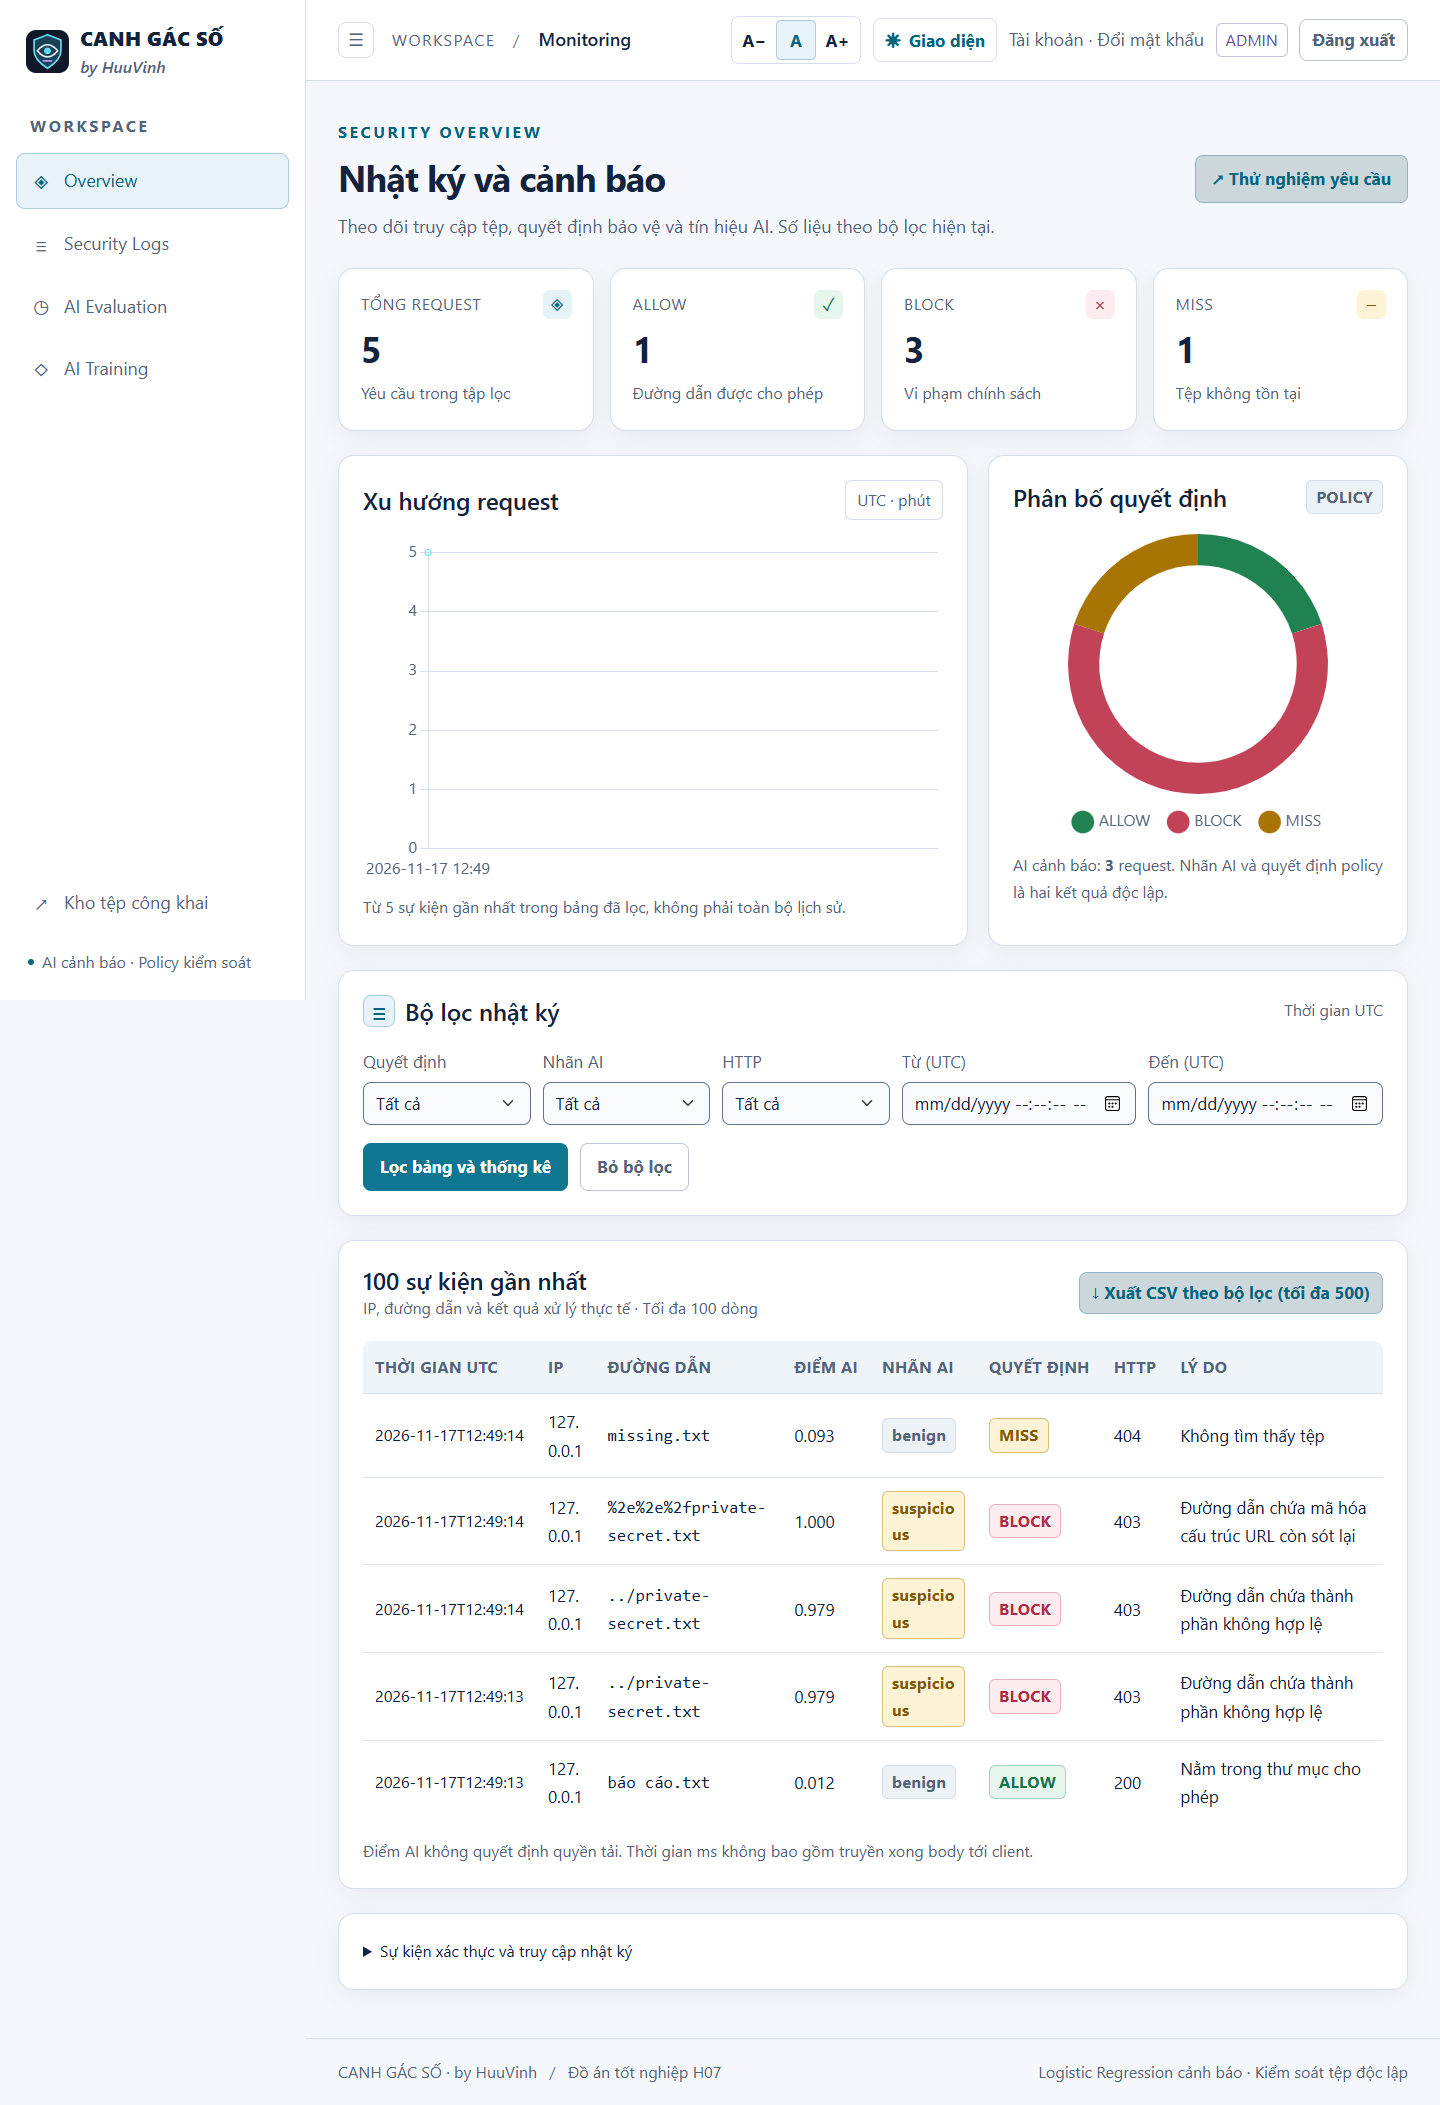 CANH GÁC SỐ
by HuuVinh
WORKSPACE
Overview
Security Logs
AI Evaluation
AI Training
Kho tệp công khai
AI cảnh báo · Policy kiểm soát
WORKSPACE / Monitoring
A− A A+
Giao diện
Tài khoản · Đổi mật khẩu
ADMIN
Đăng xuất
SECURITY OVERVIEW
Nhật ký và cảnh báo
↗ Thử nghiệm yêu cầu
Theo dõi truy cập tệp, quyết định bảo vệ và tín hiệu AI. Số liệu theo bộ lọc hiện tại.
TỔNG REQUEST
5
Yêu cầu trong tập lọc
ALLOW
1
Đường dẫn được cho phép
BLOCK
3
Vi phạm chính sách
MISS
1
Tệp không tồn tại
Xu hướng request
UTC · phút
5
4
3
2
1
0
2026-11-17 12:49
Từ 5 sự kiện gần nhất trong bảng đã lọc, không phải toàn bộ lịch sử.
Phân bố quyết định
POLICY
ALLOW BLOCK MISS
AI cảnh báo: 3 request. Nhãn AI và quyết định policy
là hai kết quả độc lập.
Bộ lọc nhật ký
Thời gian UTC
Quyết định Nhãn AI HTTP Từ (UTC) Đến (UTC)
Tất cả Tất cả Tất cả mm/dd/yyyy --:--:-- -- mm/dd/yyyy --:--:-- --
Lọc bảng và thống kê
Bỏ bộ lọc
100 sự kiện gần nhất
IP, đường dẫn và kết quả xử lý thực tế · Tối đa 100 dòng
↓ Xuất CSV theo bộ lọc (tối đa 500)
THỜI GIAN UTC IP ĐƯỜNG DẪN ĐIỂM AI NHÃN AI QUYẾT ĐỊNH HTTP LÝ DO
2026-11-17T12:49:14 127. missing.txt 0.093 benign MISS 404 Không tìm thấy tệp
0.0.1
2026-11-17T12:49:14 127. %2e%2e%2fprivate- 1.000 suspicio BLOCK 403 Đường dẫn chứa mã hóa
0.0.1 secret.txt us cấu trúc URL còn sót lại
2026-11-17T12:49:14 127. ../private- 0.979 suspicio BLOCK 403 Đường dẫn chứa thành
0.0.1 secret.txt us phần không hợp lệ
2026-11-17T12:49:13 127. ../private- 0.979 suspicio BLOCK 403 Đường dẫn chứa thành
0.0.1 secret.txt us phần không hợp lệ
2026-11-17T12:49:13 127. báo cáo.txt 0.012 benign ALLOW 200 Nằm trong thư mục cho
0.0.1 phép
Điểm AI không quyết định quyền tải. Thời gian ms không bao gồm truyền xong body tới client.
Sự kiện xác thực và truy cập nhật ký
CANH GÁC SỐ · by HuuVinh / Đồ án tốt nghiệp H07
Logistic Regression cảnh báo · Kiểm soát tệp độc lập